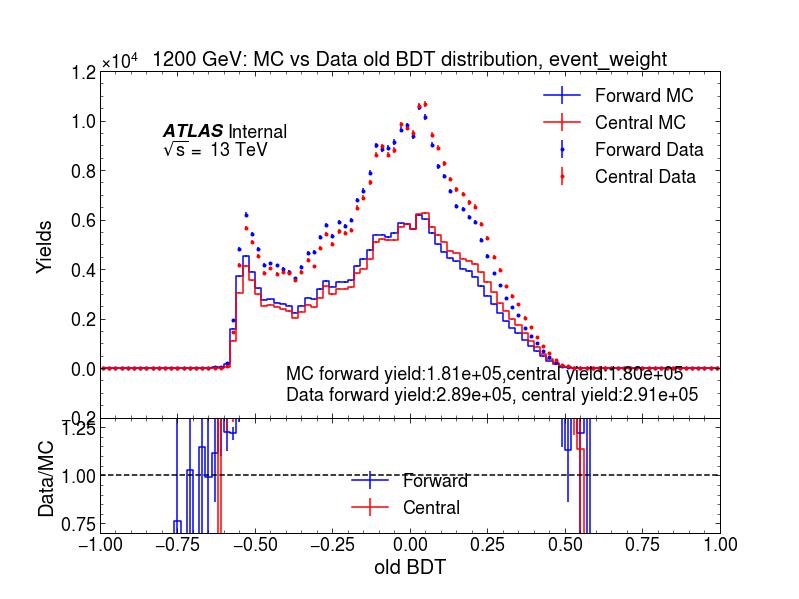 ×10⁴ 1200 GeV: MC vs Data old BDT distribution, event_weight
1.2
Forward MC
1.0
Central MC
ATLAS Internal
Forward Data
√s = 13 TeV
Central Data
0.8
0.6
Yields
0.4
0.2
0.0
MC forward yield:1.81e+05,central yield:1.80e+05
Data forward yield:2.89e+05, central yield:2.91e+05
0.2
1.25
Data/MC
1.00
Forward
Central
0.75
−1.00 −0.75 −0.50 −0.25 0.00 0.25 0.50 0.75 1.00
old BDT